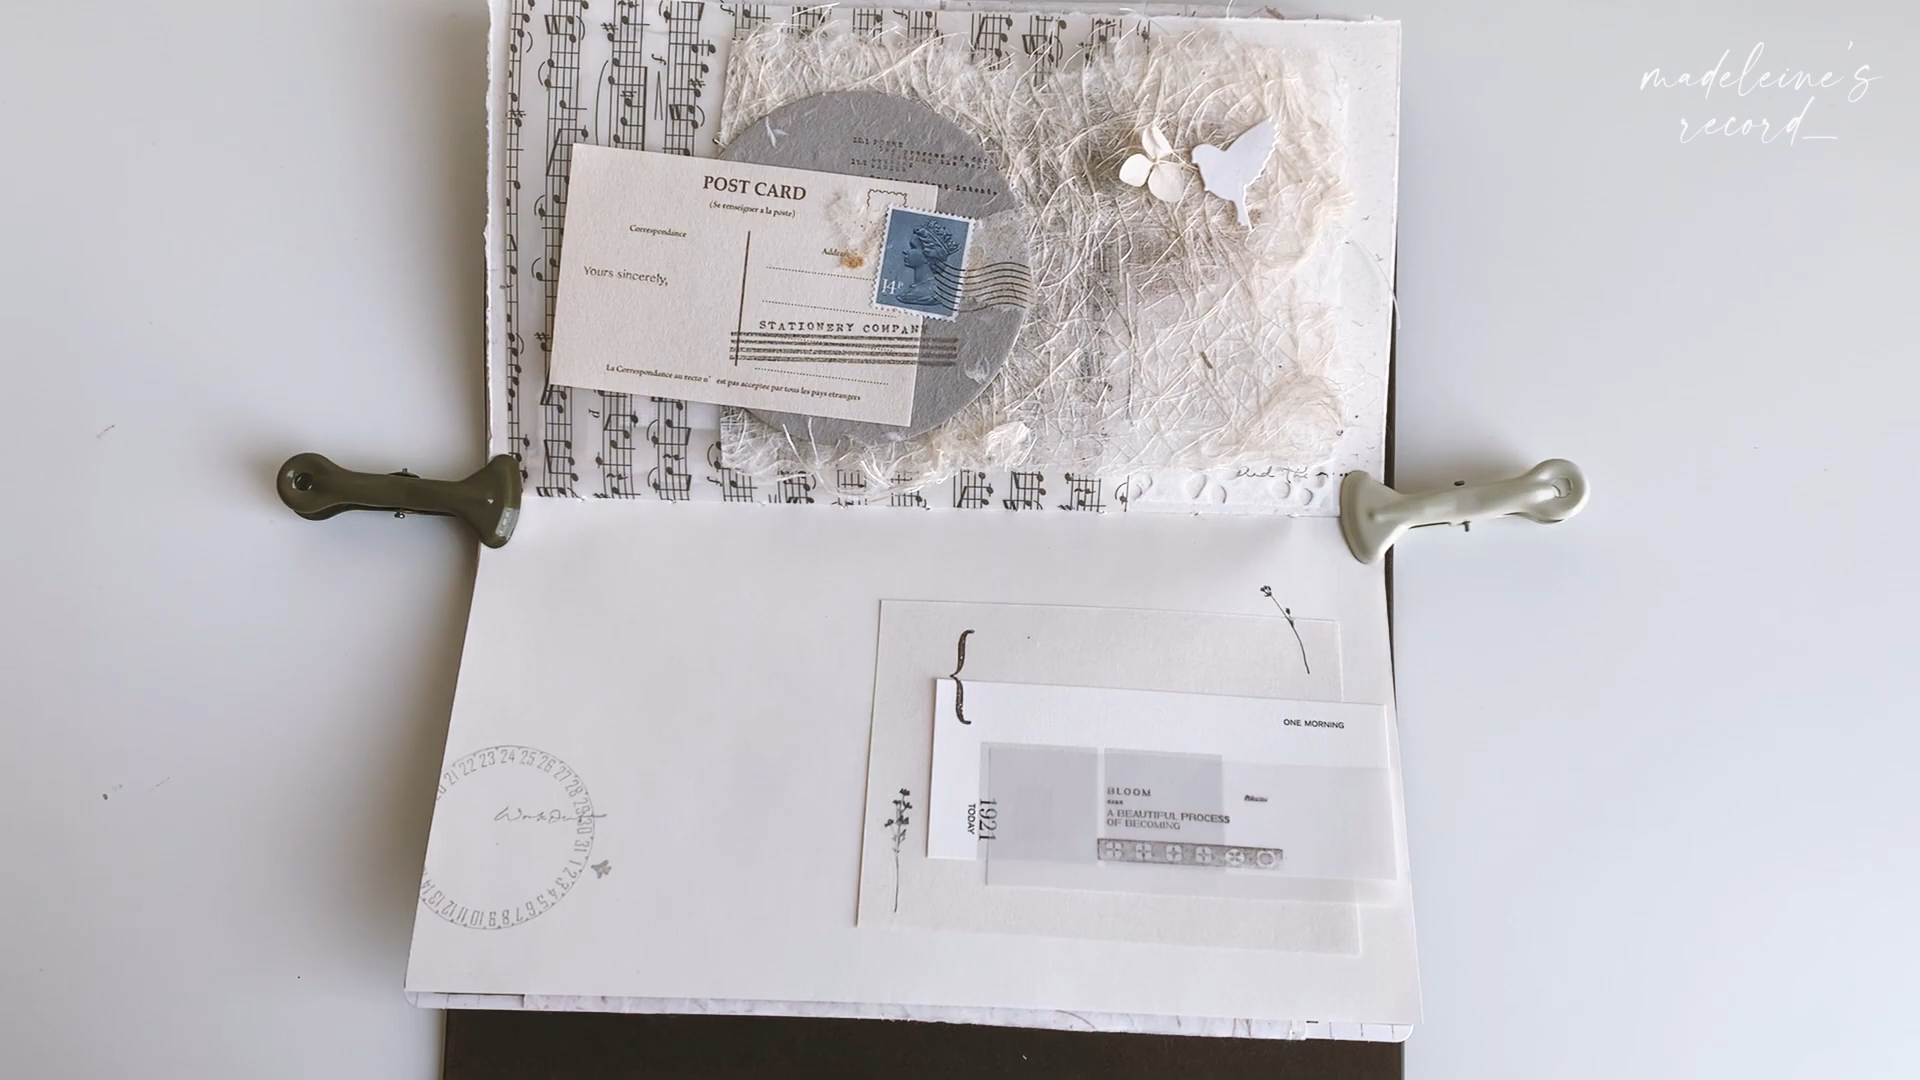 madeleine's
record_
POST CARD
(Se renseigner a la poste)
Correspondance
Yours sincerely,
14P
STATIONERY COMPANY
La Correspondance au recto n' est pas acceptee par tous les pays etrangers
ONE MORNING
BLOOM
A BEAUTIFUL PROCESS
OF BECOMING
1921
TODAY
20 21 22 23 24 25 26 27 28 29 30 31 1 2 3 4 5 6 7 8 9 10 11 12 13 14